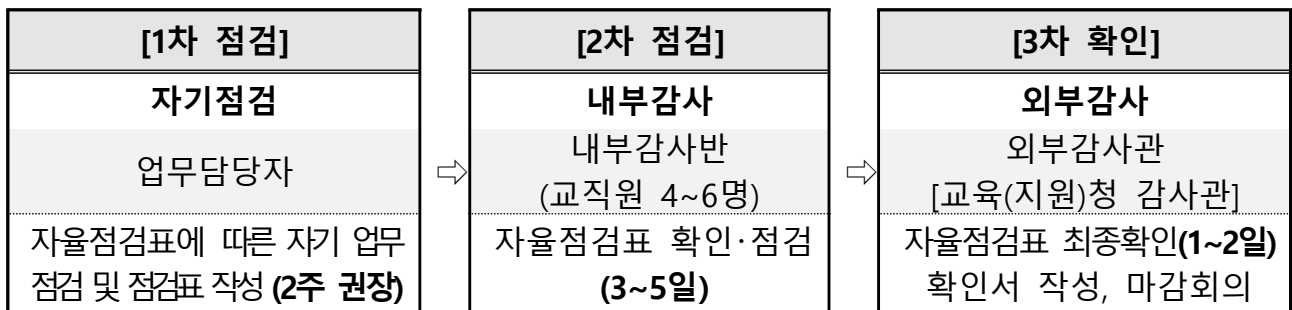 [1차 점검]
자기점검
업무담당자
자율점검표에 따른 자기 업무
점검 및 점검표 작성 (2주 권장)
⇨
[2차 점검]
내부감사
내부감사반
(교직원 4~6명)
자율점검표 확인·점검
(3~5일)
⇨
[3차 확인]
외부감사
외부감사관
[교육(지원)청 감사관]
자율점검표 최종확인(1~2일)
확인서 작성, 마감회의